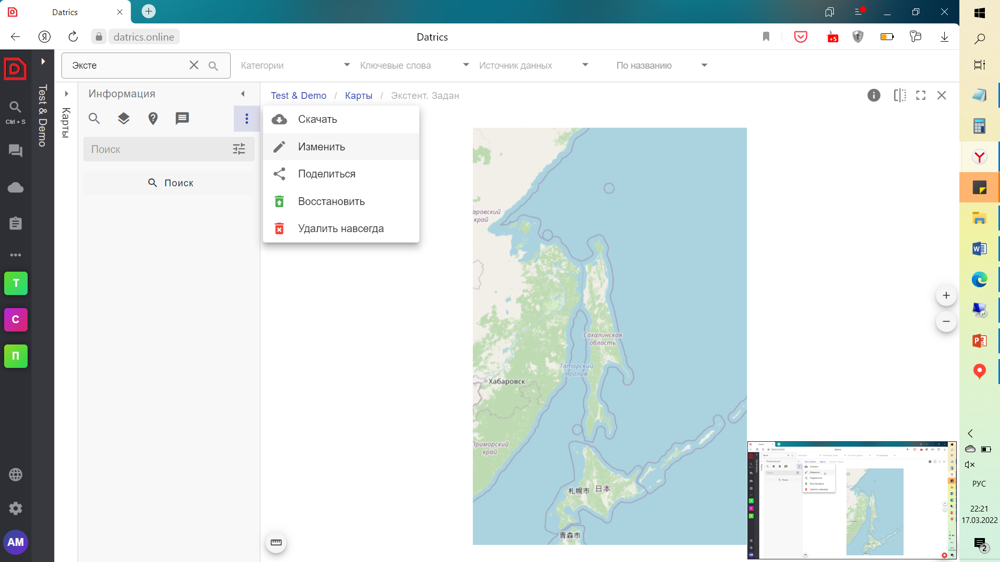 Datrics
datrics.online
Datrics
+5
Эксте
Категории
Ключевые слова
Источник данных
По названию
Ctrl + S
Test & Demo
Карты
Информация
Test & Demo / Карты / Экстент. Задан
Поиск
Поиск
Скачать
Изменить
Поделиться
Восстановить
Удалить навсегда
T
C
П
AM
аровский
край
Сахалинская
область
Татарский
пролив
Хабаровск
Приморский
край
札幌市
日本
青森市
+
−
РУС
22:21
17.03.2022
2